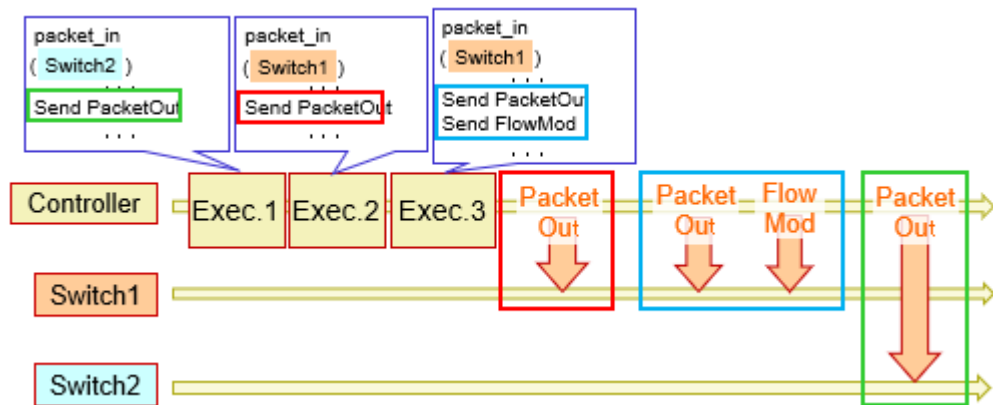 packet_in
( Switch2 )
. . .
Send PacketOut
. . .
packet_in
( Switch1 )
. . .
Send PacketOut
. . .
packet_in
( Switch1 )
. . .
Send PacketOut
Send FlowMod
. . .
Controller
Exec.1
Exec.2
Exec.3
Packet
Out
Packet
Out
Flow
Mod
Packet
Out
Switch1
Switch2